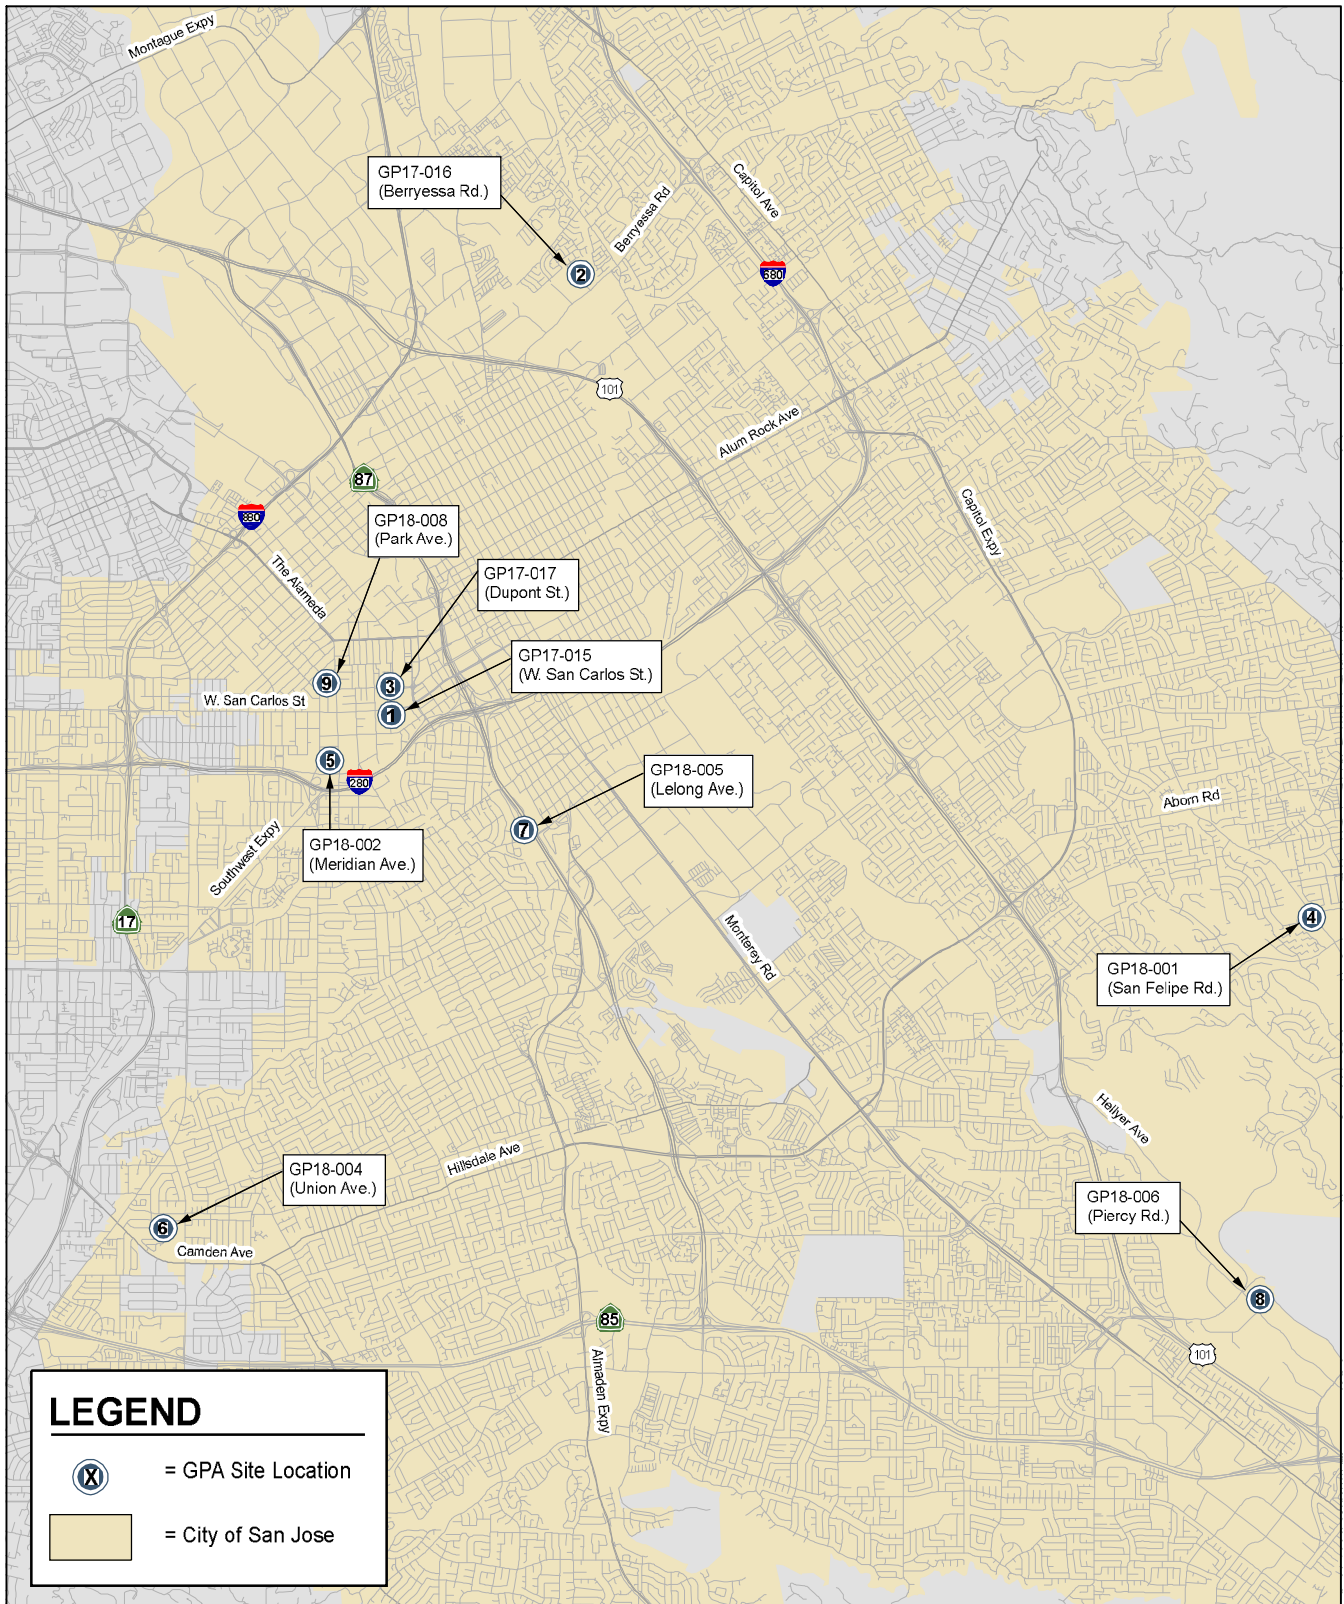 Montague Expy
GP17-016
(Berryessa Rd.)
Berryessa Rd
Capitol Ave
2
680
101
Alum Rock Ave
87
880
GP18-008
(Park Ave.)
Capitol Expy
The Alameda
GP17-017
(Dupont St.)
GP17-015
(W. San Carlos St.)
9
3
W. San Carlos St
1
5
280
GP18-005
(Lelong Ave.)
Aborn Rd
7
GP18-002
(Meridian Ave.)
Southwest Expy
17
4
Monterey Rd
GP18-001
(San Felipe Rd.)
Hellyer Ave
Hillsdale Ave
GP18-004
(Union Ave.)
GP18-006
(Piercy Rd.)
6
Camden Ave
8
85
101
Almaden Expy
LEGEND
X = GPA Site Location
= City of San Jose